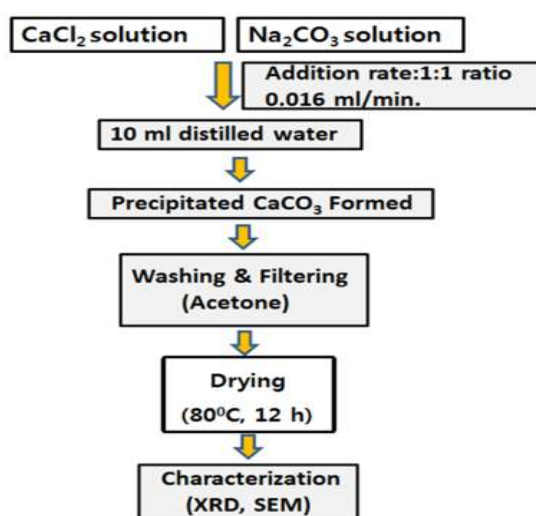 CaCl₂ solution
Na₂CO₃ solution
Addition rate:1:1 ratio
0.016 ml/min.
10 ml distilled water
Precipitated CaCO₃ Formed
Washing & Filtering
(Acetone)
Drying
(80⁰C, 12 h)
Characterization
(XRD, SEM)